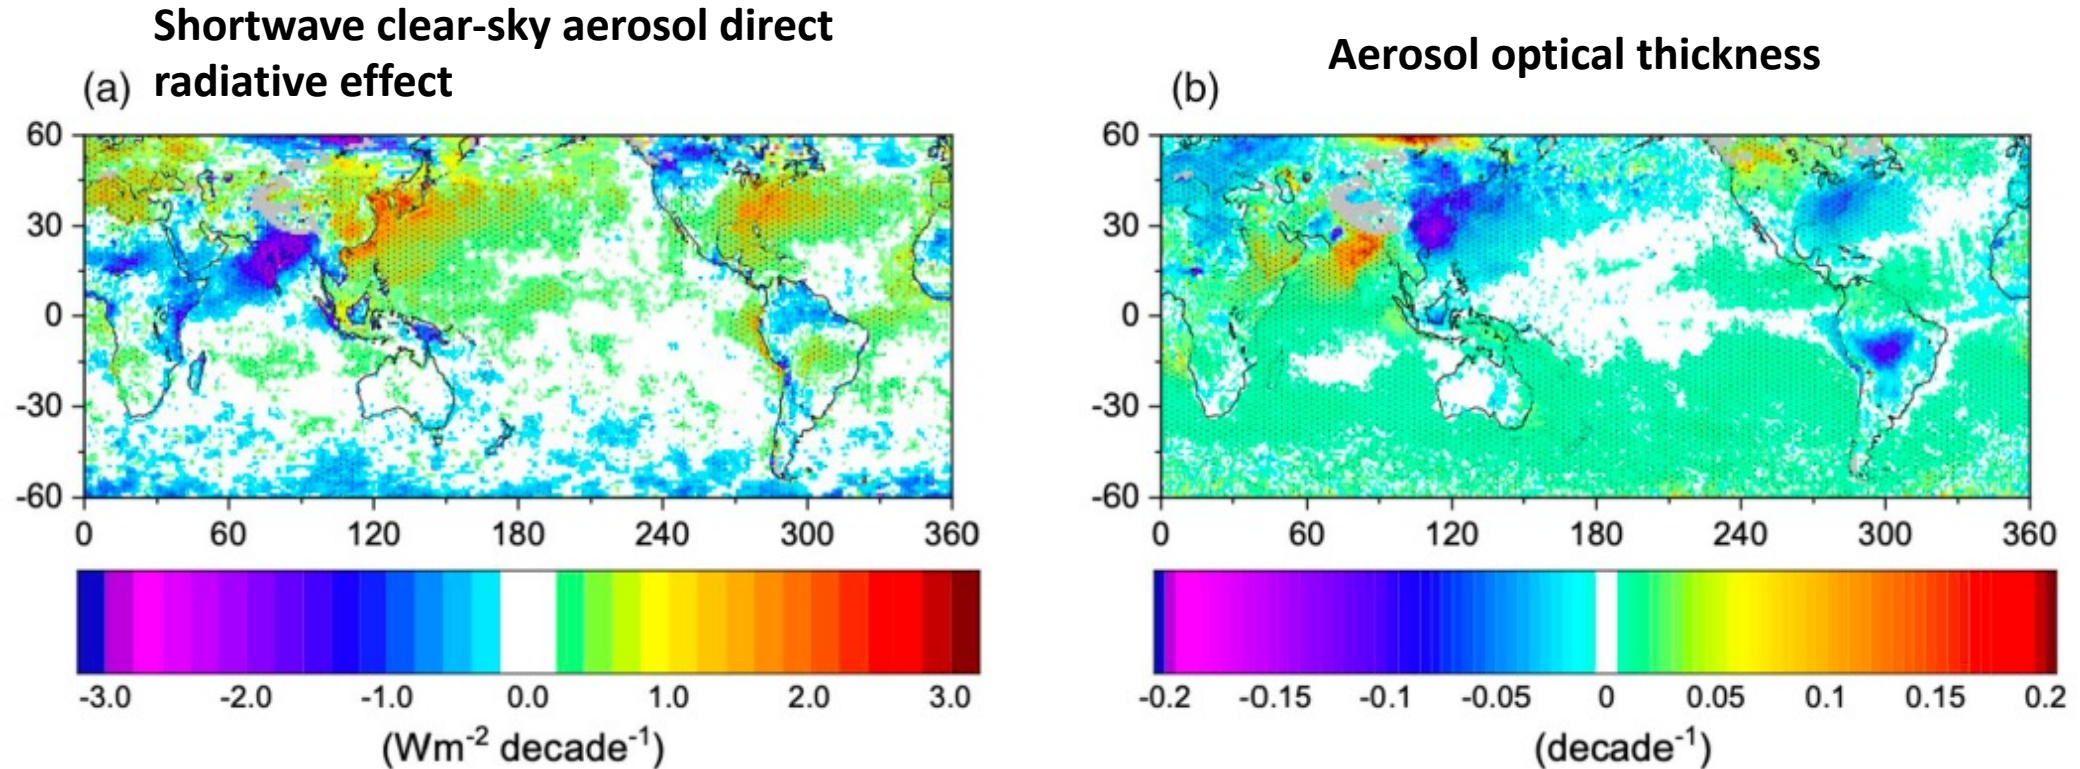 Shortwave clear-sky aerosol direct
radiative effect
(a)
60
30
0
-30
-60
0 60 120 180 240 300 360
-3.0 -2.0 -1.0 0.0 1.0 2.0 3.0
(Wm⁻² decade⁻¹)
Aerosol optical thickness
(b)
60
30
0
-30
-60
0 60 120 180 240 300 360
-0.2 -0.15 -0.1 -0.05 0 0.05 0.1 0.15 0.2
(decade⁻¹)